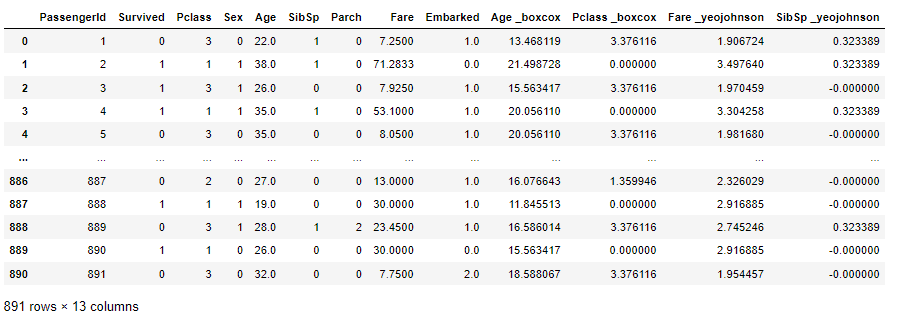 PassengerId Survived Pclass Sex Age SibSp Parch Fare Embarked Age _boxcox Pclass _boxcox Fare _yeojohnson SibSp _yeojohnson
0 1 0 3 0 22.0 1 0 7.2500 1.0 13.468119 3.376116 1.906724 0.323389
1 2 1 1 1 38.0 1 0 71.2833 0.0 21.498728 0.000000 3.497640 0.323389
2 3 1 3 1 26.0 0 0 7.9250 1.0 15.563417 3.376116 1.970459 -0.000000
3 4 1 1 1 35.0 1 0 53.1000 1.0 20.056110 0.000000 3.304258 0.323389
4 5 0 3 0 35.0 0 0 8.0500 1.0 20.056110 3.376116 1.981680 -0.000000
... ... ... ... ... ... ... ... ... ... ... ... ... ...
886 887 0 2 0 27.0 0 0 13.0000 1.0 16.076643 1.359946 2.326029 -0.000000
887 888 1 1 1 19.0 0 0 30.0000 1.0 11.845513 0.000000 2.916885 -0.000000
888 889 0 3 1 28.0 1 2 23.4500 1.0 16.586014 3.376116 2.745246 0.323389
889 890 1 1 0 26.0 0 0 30.0000 0.0 15.563417 0.000000 2.916885 -0.000000
890 891 0 3 0 32.0 0 0 7.7500 2.0 18.588067 3.376116 1.954457 -0.000000
891 rows × 13 columns